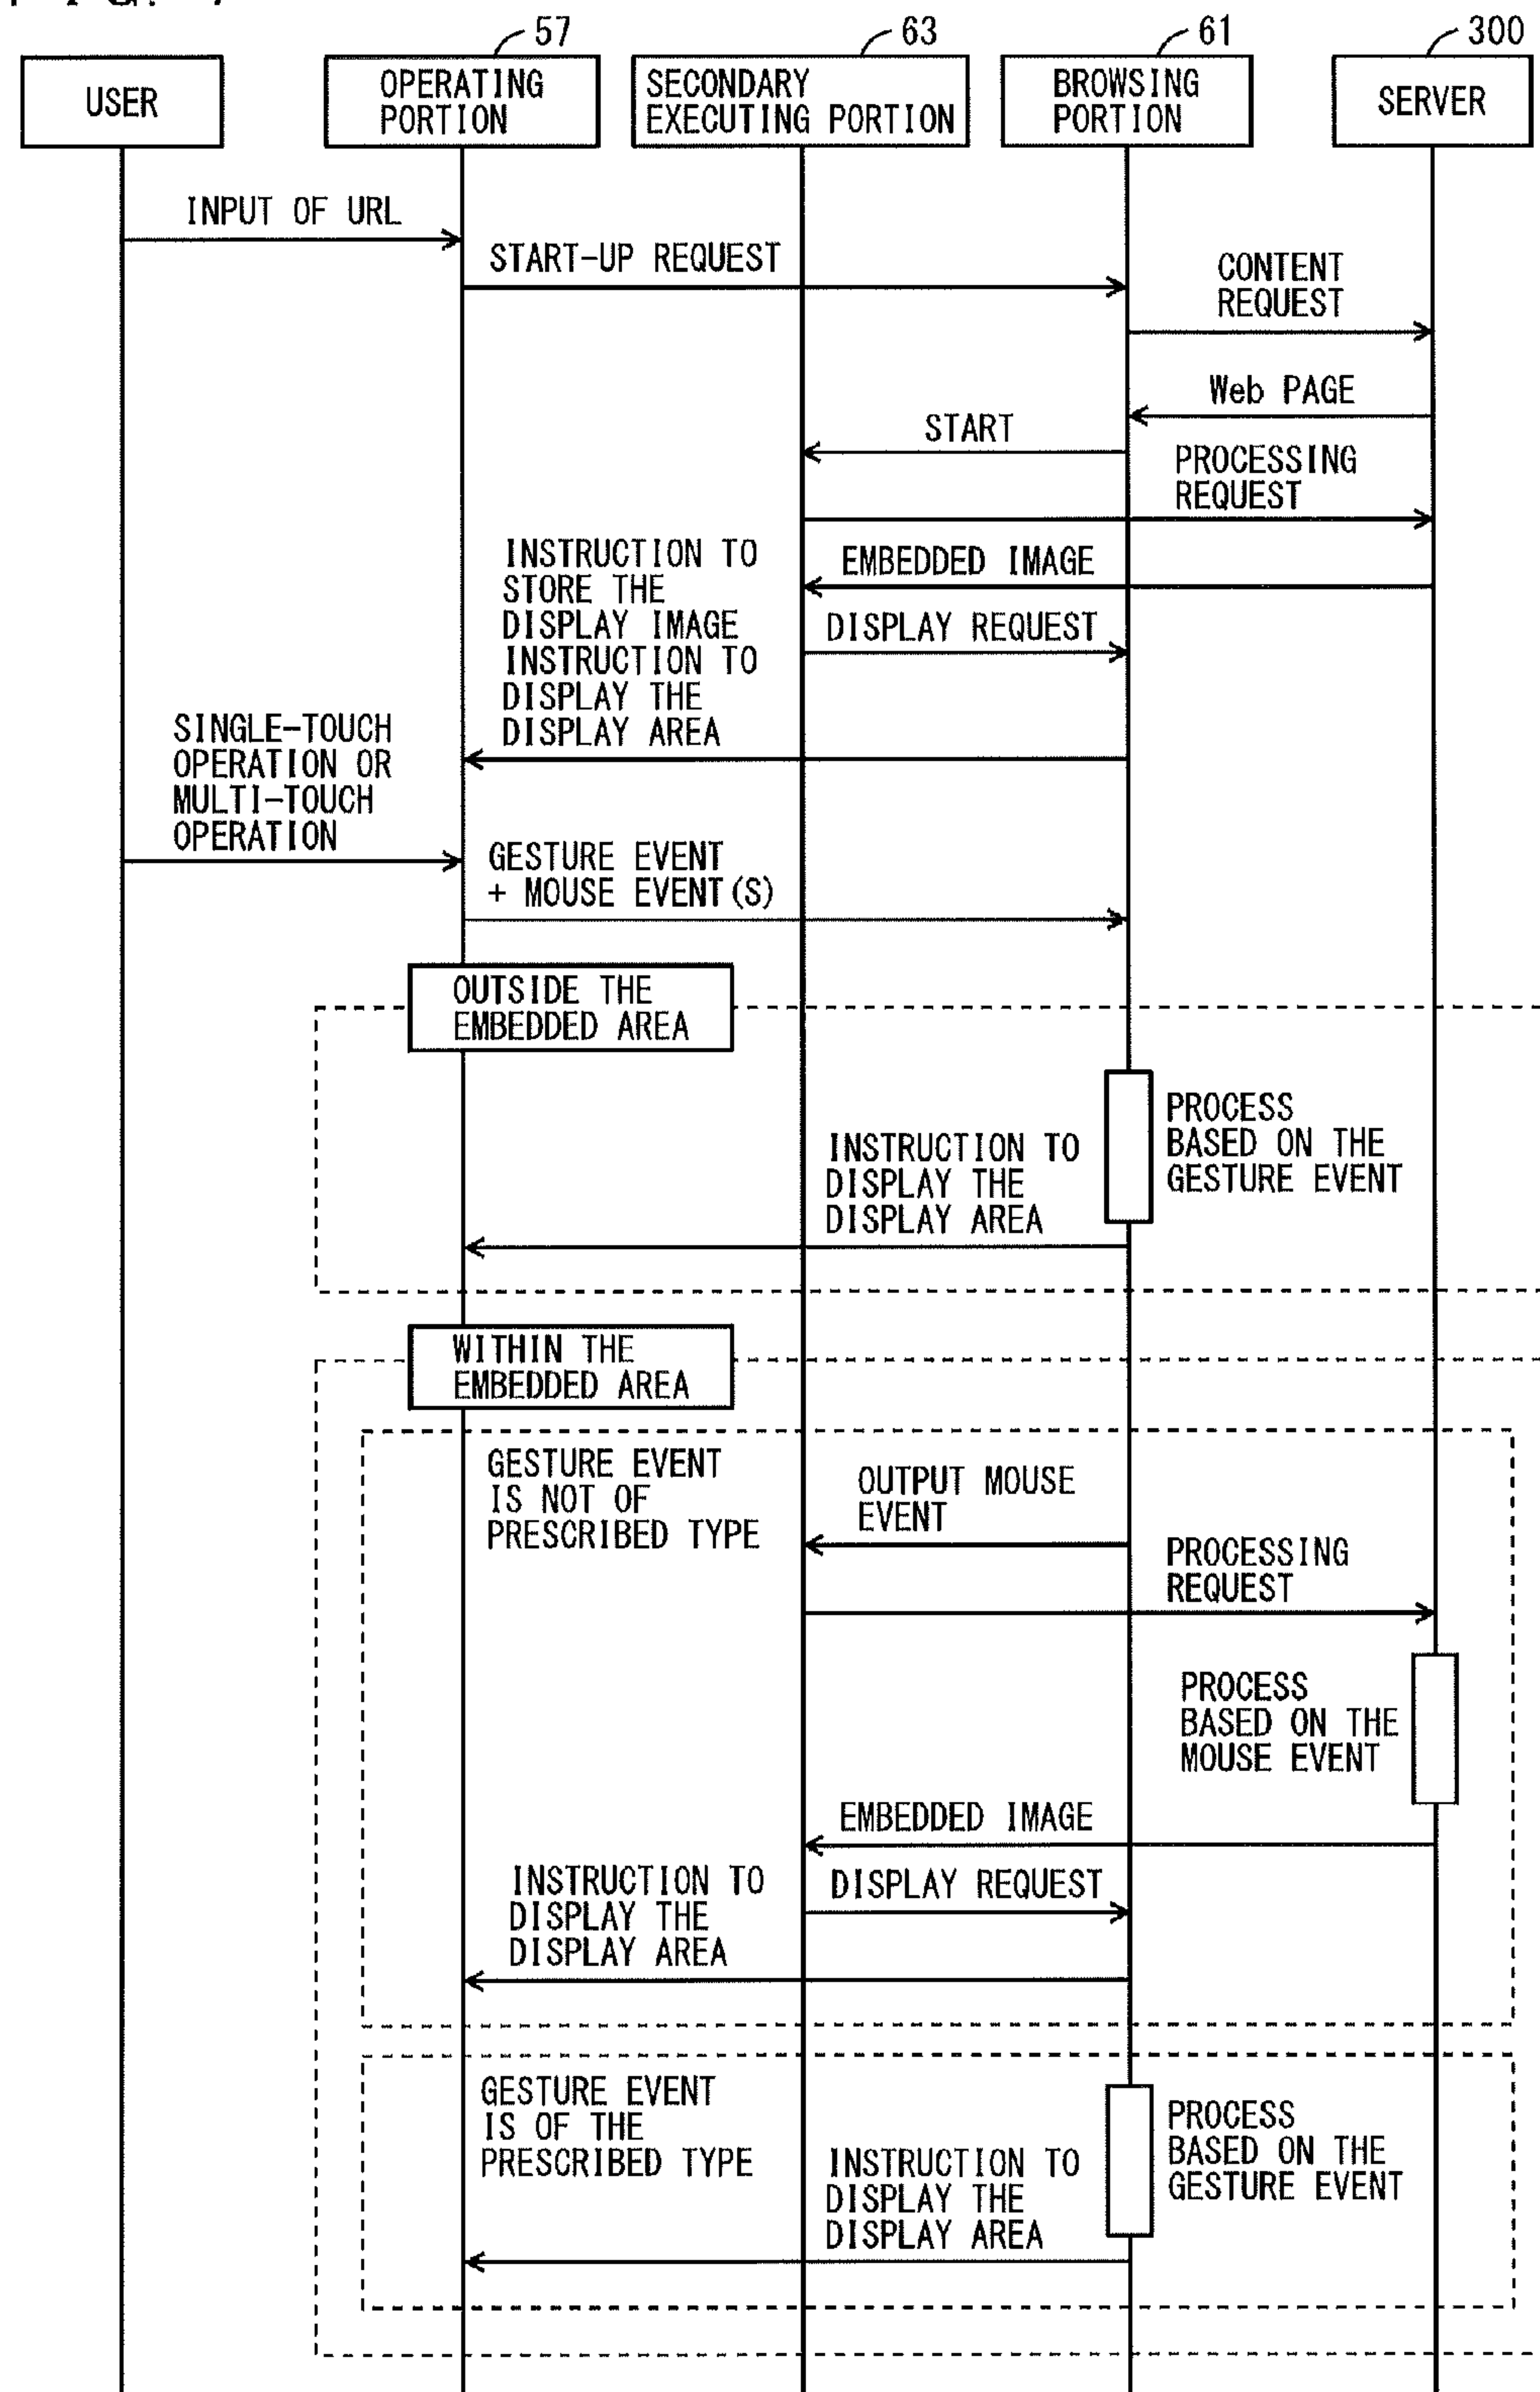 57
63
61
300
USER
OPERATING
PORTION
SECONDARY
EXECUTING PORTION
BROWSING
PORTION
SERVER
INPUT OF URL
START-UP REQUEST
CONTENT
REQUEST
Web PAGE
START
PROCESSING
REQUEST
INSTRUCTION TO
STORE THE
DISPLAY IMAGE
INSTRUCTION TO
DISPLAY THE
DISPLAY AREA
EMBEDDED IMAGE
DISPLAY REQUEST
SINGLE-TOUCH
OPERATION OR
MULTI-TOUCH
OPERATION
GESTURE EVENT
+ MOUSE EVENT(S)
OUTSIDE THE
EMBEDDED AREA
PROCESS
BASED ON THE
GESTURE EVENT
INSTRUCTION TO
DISPLAY THE
DISPLAY AREA
WITHIN THE
EMBEDDED AREA
GESTURE EVENT
IS NOT OF
PRESCRIBED TYPE
OUTPUT MOUSE
EVENT
PROCESSING
REQUEST
PROCESS
BASED ON THE
MOUSE EVENT
EMBEDDED IMAGE
INSTRUCTION TO
DISPLAY THE
DISPLAY AREA
DISPLAY REQUEST
GESTURE EVENT
IS OF THE
PRESCRIBED TYPE
PROCESS
BASED ON THE
GESTURE EVENT
INSTRUCTION TO
DISPLAY THE
DISPLAY AREA